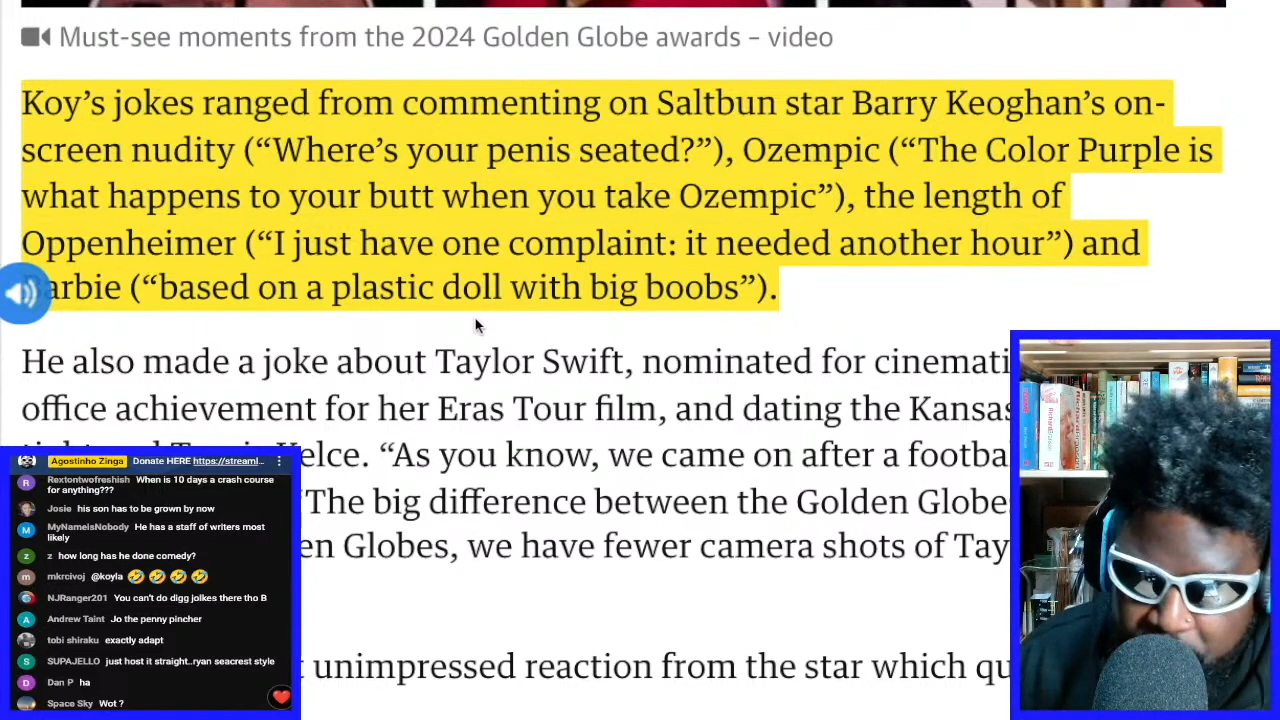 Must-see moments from the 2024 Golden Globe awards – video
Koy’s jokes ranged from commenting on Saltbun star Barry Keoghan’s on-
screen nudity (“Where’s your penis seated?”), Ozempic (“The Color Purple is
what happens to your butt when you take Ozempic”), the length of
Oppenheimer (“I just have one complaint: it needed another hour”) and
arbie (“based on a plastic doll with big boobs”).
He also made a joke about Taylor Swift, nominated for cinemati
office achievement for her Eras Tour film, and dating the Kansas
elce. “As you know, we came on after a footba
“The big difference between the Golden Globes
en Globes, we have fewer camera shots of Tay
unimpressed reaction from the star which qu
Agostinho Zinga Donate HERE https://streaml...
Rextontwofreshish When is 10 days a crash course
for anything???
Josie his son has to be grown by now
MyNameisNobody He has a staff of writers most
likely
z how long has he done comedy?
mkrcivoj @koyla 🤣 🤣 🤣 🤣
NJRanger201 You can't do digg jolkes there tho B
Andrew Taint Jo the penny pincher
tobi shiraku exactly adapt
SUPAJELLO just host it straight..ryan seacrest style
Dan P ha
Space Sky Wot ?